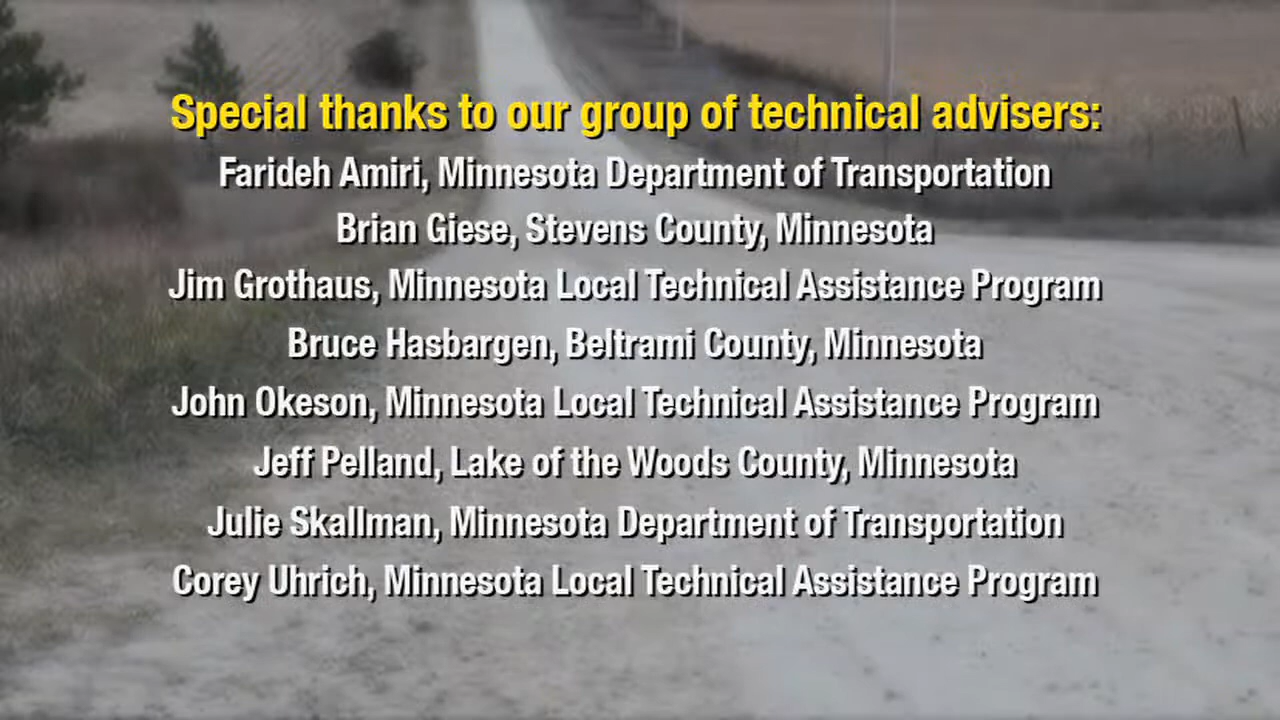 Special thanks to our group of technical advisers:
Farideh Amiri, Minnesota Department of Transportation
Brian Giese, Stevens County, Minnesota
Jim Grothaus, Minnesota Local Technical Assistance Program
Bruce Hasbargen, Beltrami County, Minnesota
John Okeson, Minnesota Local Technical Assistance Program
Jeff Pelland, Lake of the Woods County, Minnesota
Julie Skallman, Minnesota Department of Transportation
Corey Uhrich, Minnesota Local Technical Assistance Program